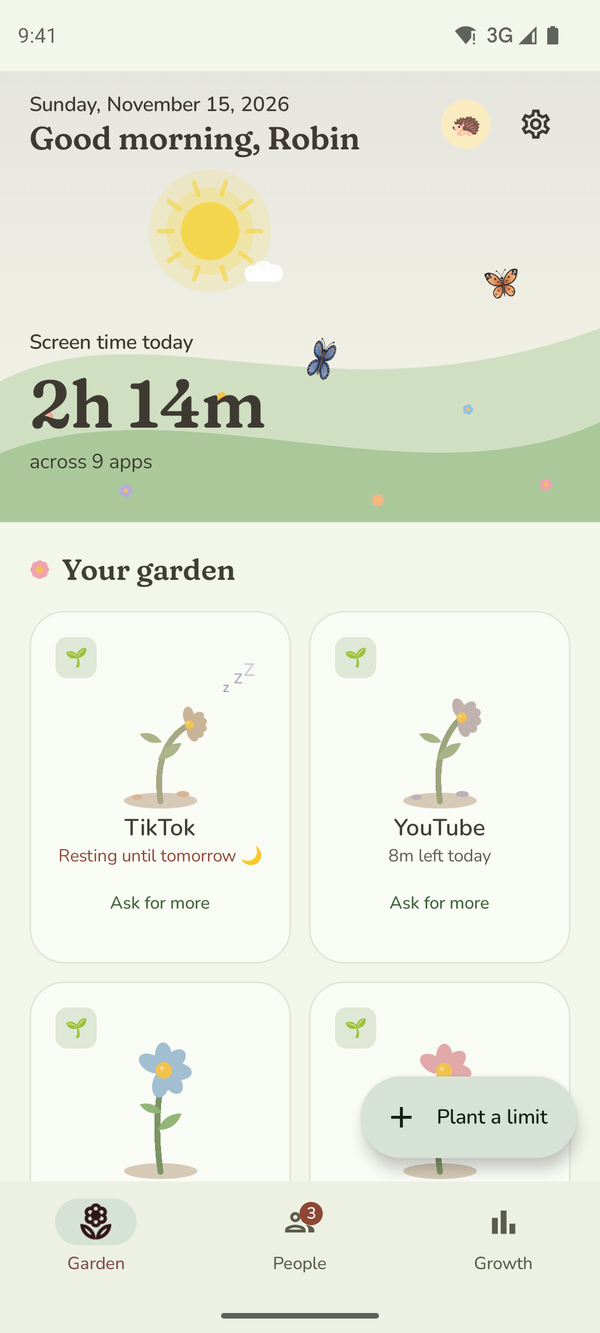 9:41
3G
Sunday, November 15, 2026
Good morning, Robin
Screen time today
2h 14m
across 9 apps
Your garden
z z Z
TikTok
Resting until tomorrow 🌙
Ask for more
YouTube
8m left today
Ask for more
+ Plant a limit
Garden
3
People
Growth